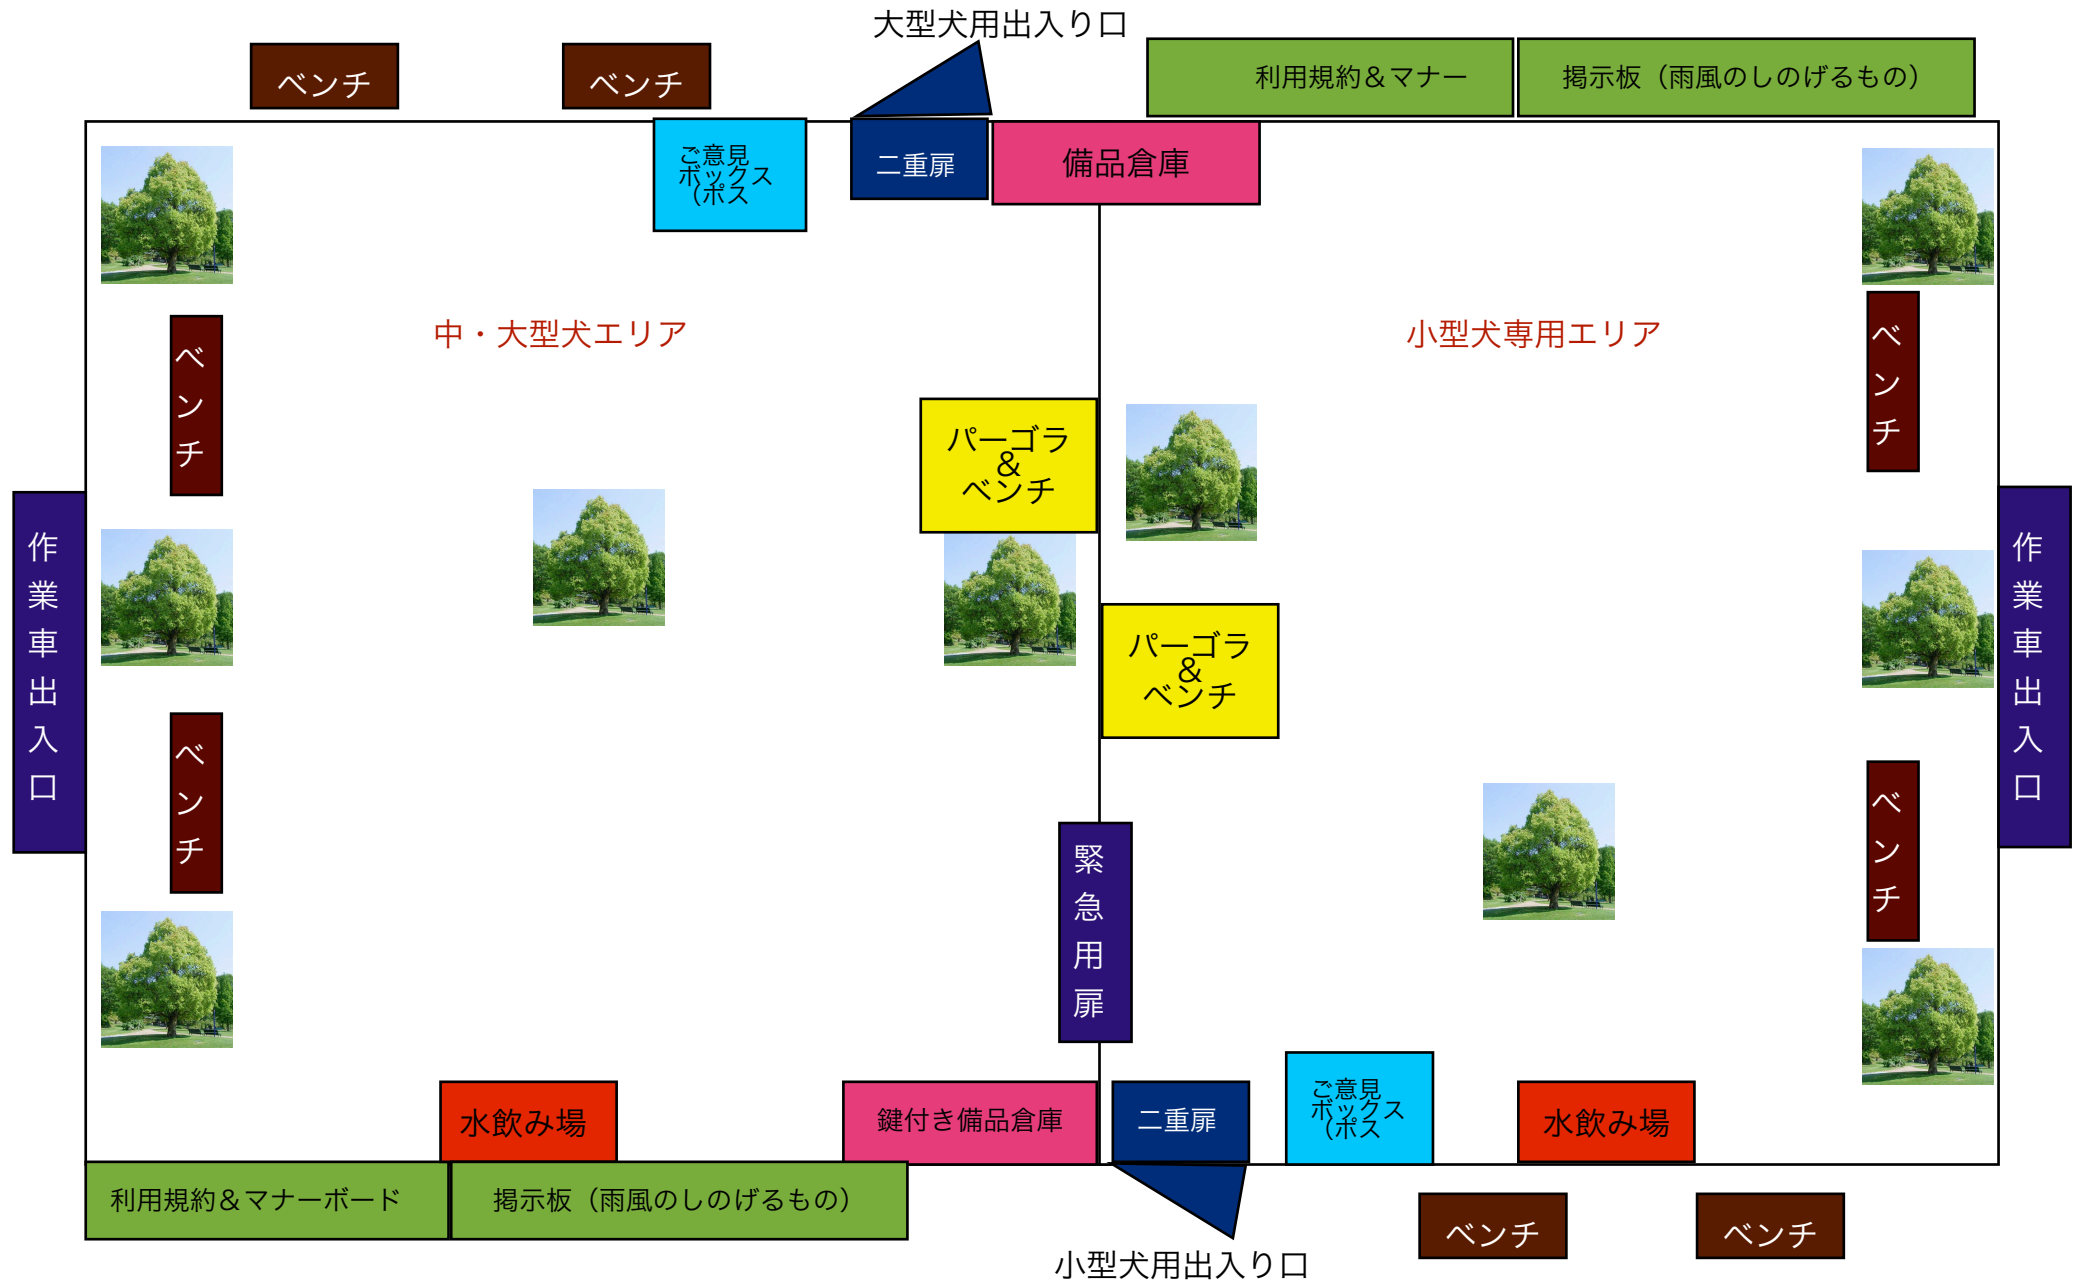 大型犬用出入り口
ベンチ
ベンチ
利用規約＆マナー
掲示板（雨風のしのげるもの）
ご意見
ボックス
（ポス
二重扉
備品倉庫
中・大型犬エリア
小型犬専用エリア
ベンチ
ベンチ
パーゴラ
＆
ベンチ
作業車出入口
作業車出入口
パーゴラ
＆
ベンチ
ベンチ
ベンチ
緊急用扉
水飲み場
鍵付き備品倉庫
二重扉
ご意見
ボックス
（ポス
水飲み場
利用規約＆マナーボード
掲示板（雨風のしのげるもの）
ベンチ
ベンチ
小型犬用出入り口